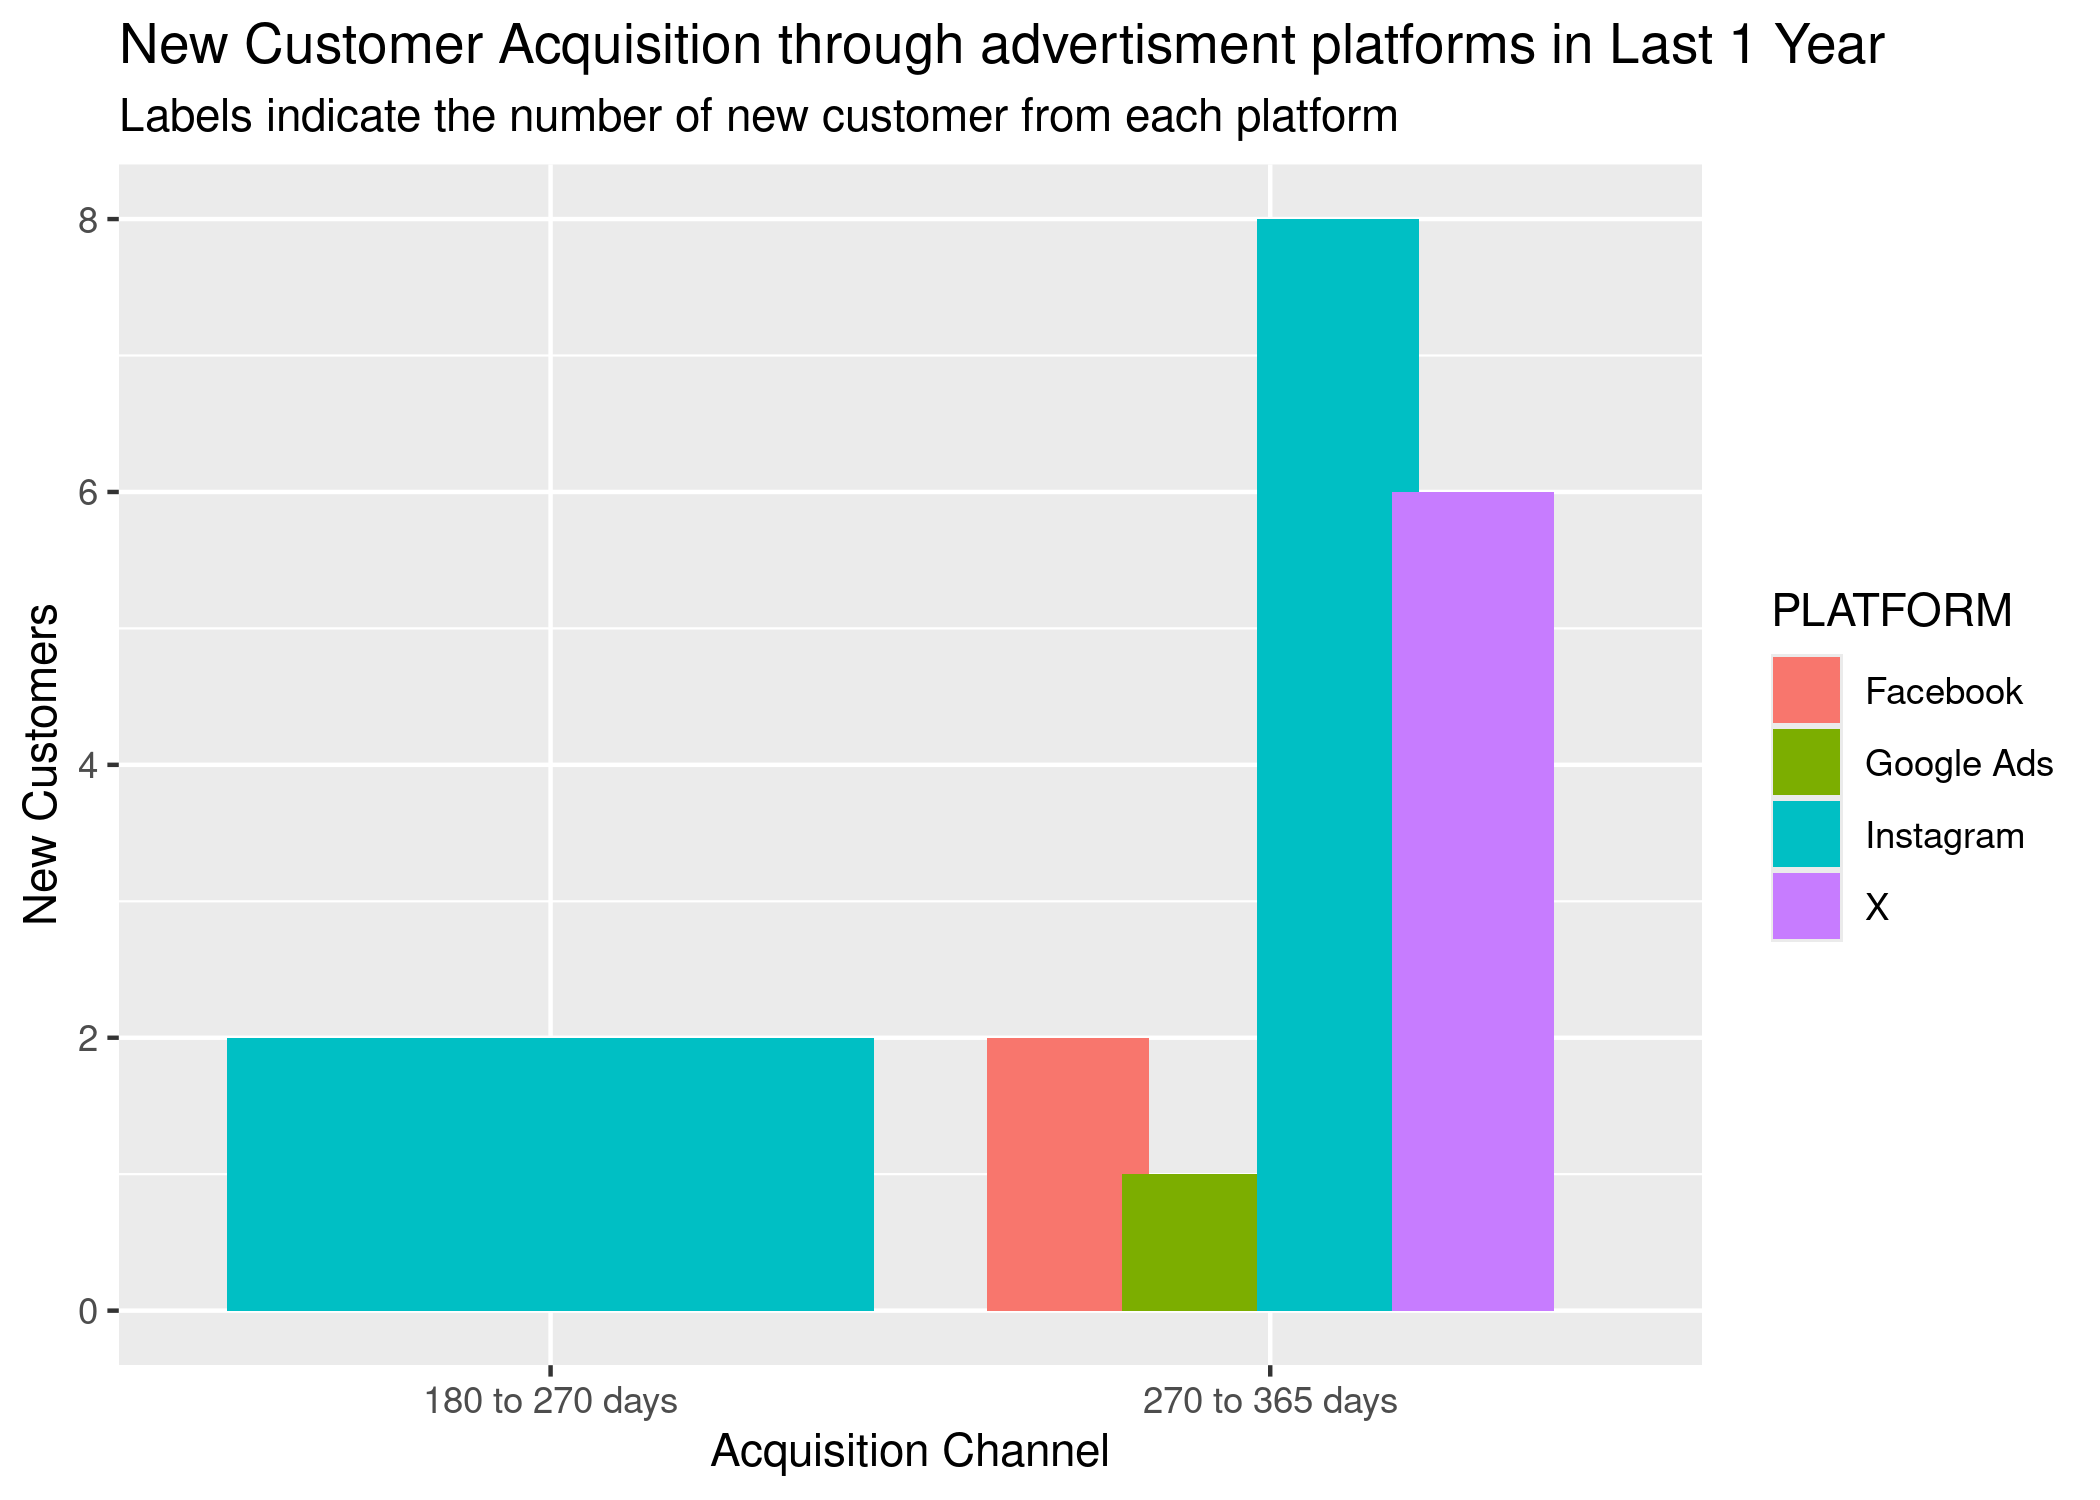 New Customer Acquisition through advertisment platforms in Last 1 Year
Labels indicate the number of new customer from each platform
8
6
4
2
0
New Customers
180 to 270 days
270 to 365 days
Acquisition Channel
PLATFORM
Facebook
Google Ads
Instagram
X